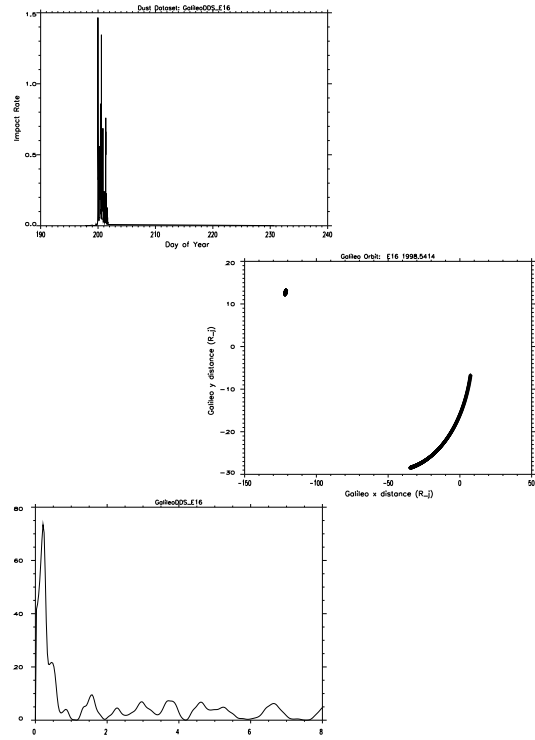 Dust Dataset: GalileoDDS_E16
1.5
1.0
0.5
0.0
Impact Rate
190 200 210 220 230 240
Day of Year
Galileo Orbit: E16 1998.5414
20
10
0
-10
-20
-30
Galileo y distance (R_j)
-150 -100 -50 0 50
Galileo x distance (R_j)
GalileoDDS_E16
80
60
40
20
0
0 2 4 6 8